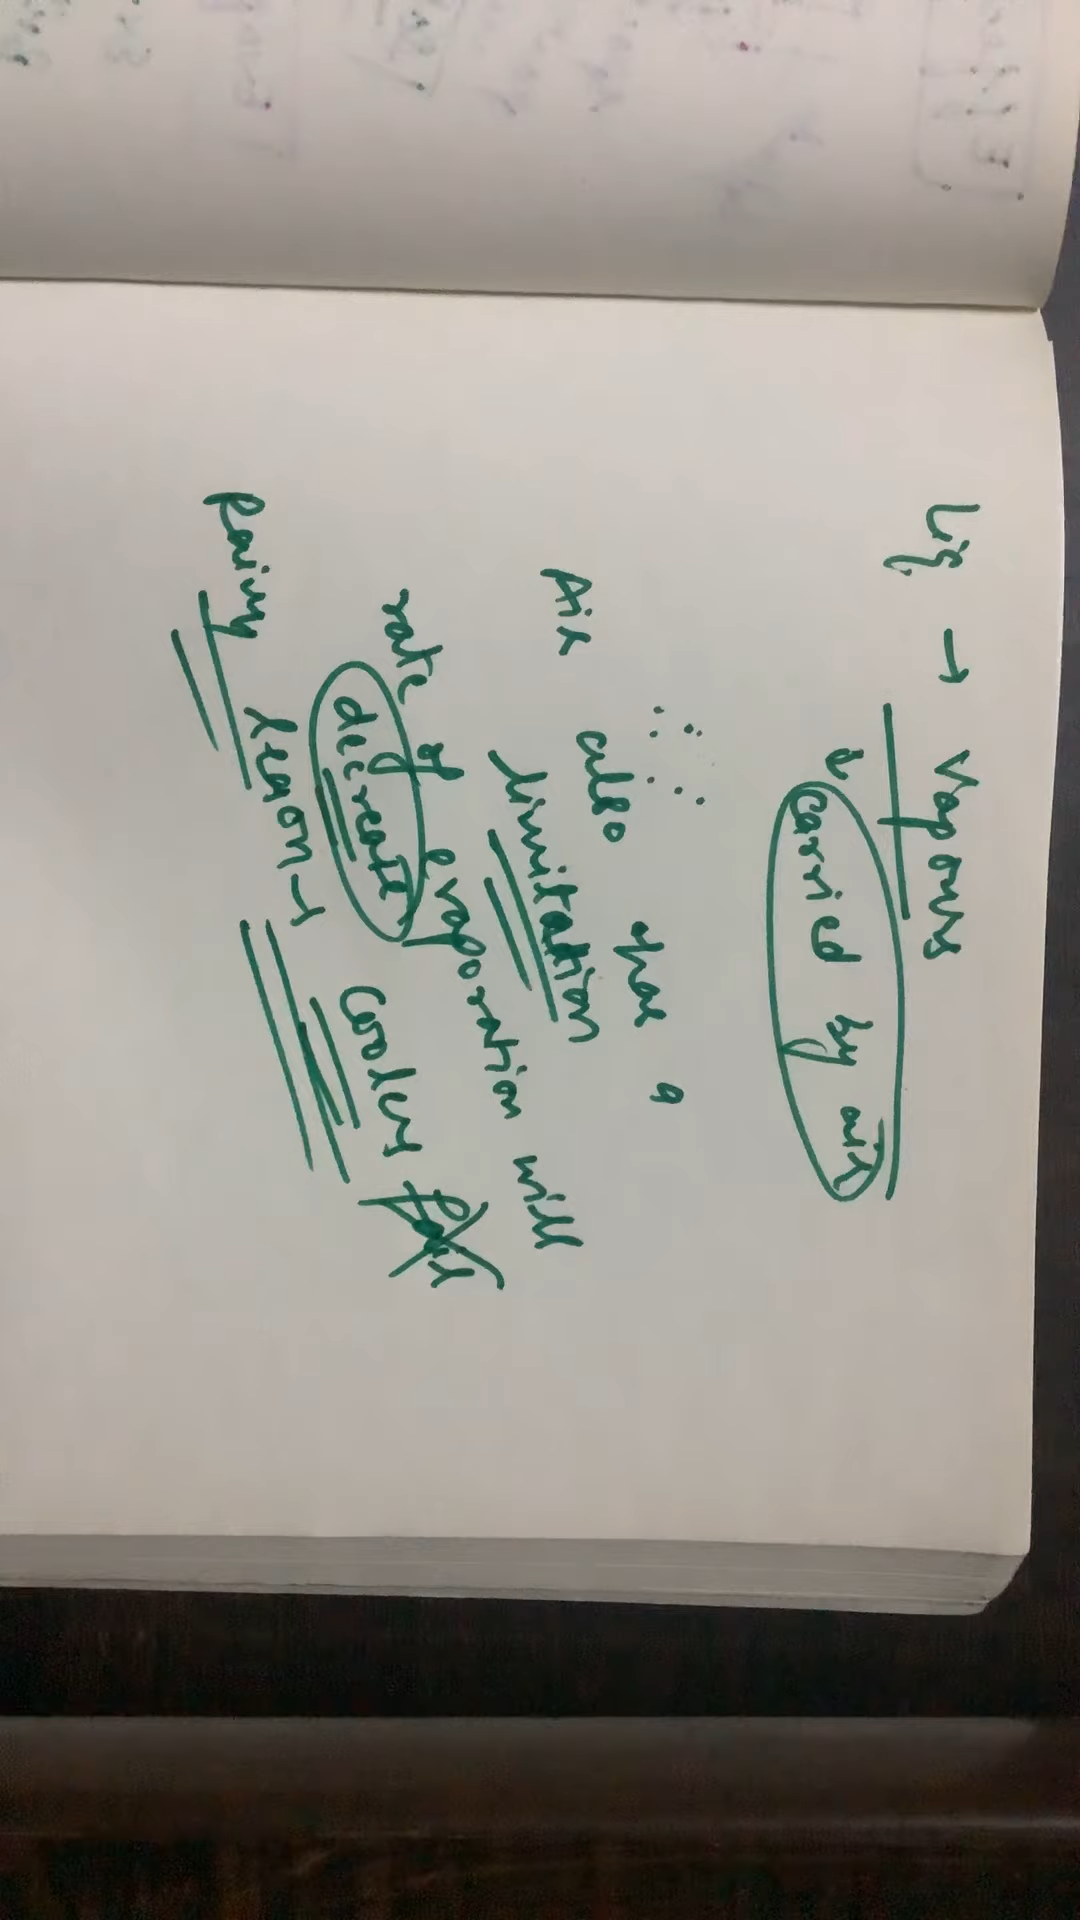 Liq. → Vapours
& carried by air
∴ ∵
Air also has a
limitation
rate of evaporation will
decrease
Rainy season → Coolers fail